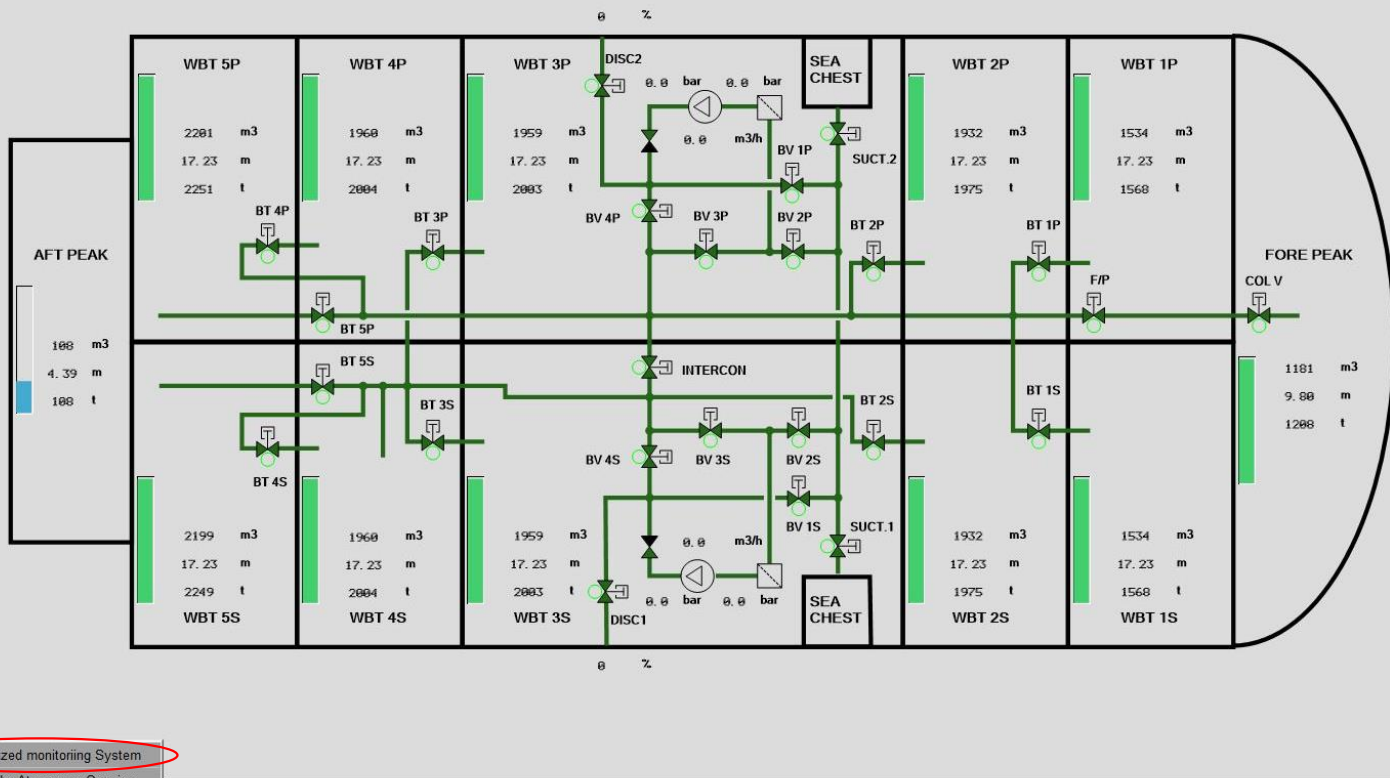 0 %
WBT 5P
WBT 4P
WBT 3P
DISC2
0.0 bar 0.0 bar
SEA
CHEST
WBT 2P
WBT 1P
2201 m3
17.23 m
2251 t
1960 m3
17.23 m
2004 t
1959 m3
17.23 m
2003 t
0.0 m3/h
BV 1P
SUCT.2
1932 m3
17.23 m
1975 t
1534 m3
17.23 m
1568 t
BT 4P
BT 3P
BV 4P
BV 3P
BV 2P
BT 2P
BT 1P
AFT PEAK
FORE PEAK
F/P
COL V
BT 5P
108 m3
4.39 m
108 t
BT 5S
INTERCON
1181 m3
9.80 m
1208 t
BT 3S
BT 2S
BT 1S
BT 4S
BV 4S
BV 3S
BV 2S
BV 1S
SUCT.1
2199 m3
17.23 m
2249 t
1960 m3
17.23 m
2004 t
1959 m3
17.23 m
2003 t
0.0 m3/h
1932 m3
17.23 m
1975 t
1534 m3
17.23 m
1568 t
0.0 bar 0.0 bar
SEA
CHEST
WBT 5S
WBT 4S
WBT 3S
DISC1
WBT 2S
WBT 1S
0 %
zed monitoriing System